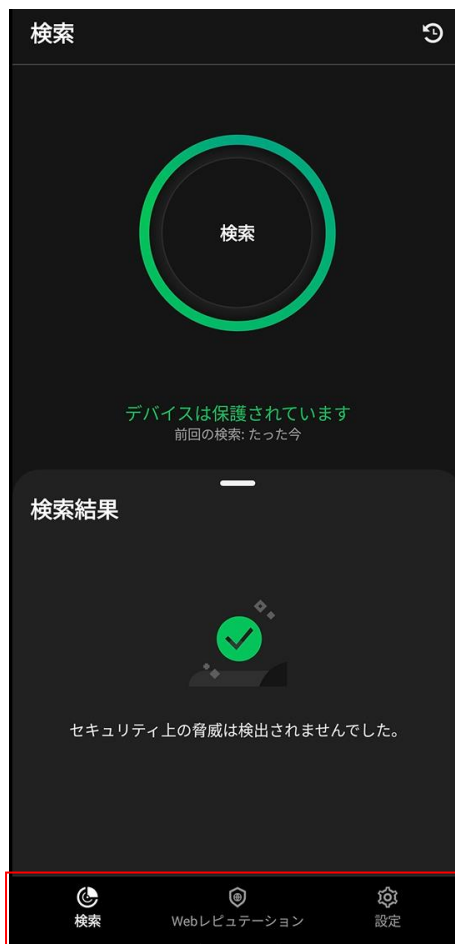 検索
検索
デバイスは保護されています
前回の検索: たった今
検索結果
セキュリティ上の脅威は検出されませんでした。
検索
Webレピュテーション
設定